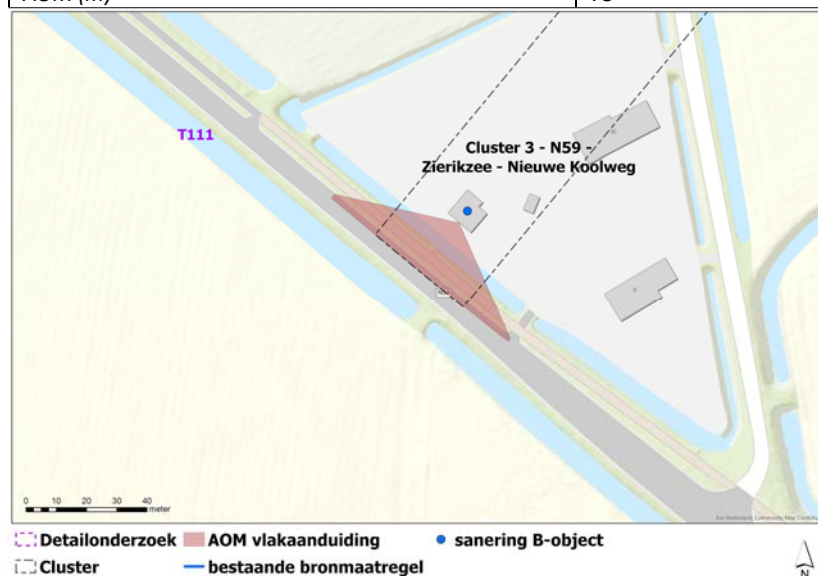 T111
Cluster 3 - N59 -
Zierikzee - Nieuwe Koolweg
0 10 20 30 40
meter
Detailonderzoek AOM vlakaanduiding sanering B-object
Cluster bestaande bronmaatregel
N